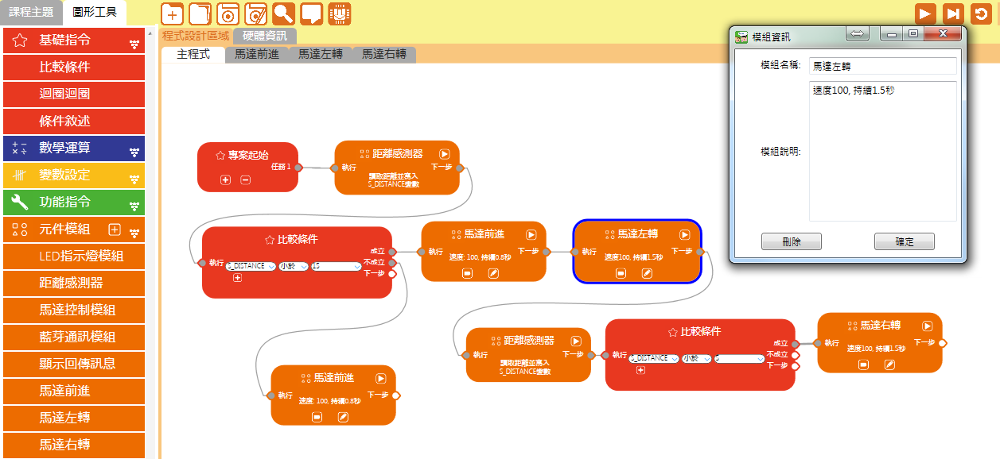 課程主題
圖形工具
基礎指令
比較條件
迴圈迴圈
條件敘述
數學運算
變數設定
功能指令
元件模組
LED指示燈模組
距離感測器
馬達控制模組
藍芽通訊模組
顯示回傳訊息
馬達前進
馬達左轉
馬達右轉
程式設計區域
硬體資訊
主程式
馬達前進
馬達左轉
馬達右轉
專案起始
任務 1
距離感測器
執行
下一步
讀取距離並寫入
S_DISTANCE變數
比較條件
成立
執行 S_DISTANCE 小於 15
不成立
下一步
馬達前進
執行
下一步
速度: 100, 持續0.8秒
馬達左轉
執行
下一步
速度100, 持續1.5秒
馬達前進
執行
下一步
速度: 100, 持續0.8秒
距離感測器
執行
下一步
讀取距離並寫入
S_DISTANCE變數
比較條件
成立
執行 S_DISTANCE 小於 5
不成立
下一步
馬達右轉
執行
下一步
速度100, 持續1.5秒
模組資訊
模組名稱: 馬達左轉
速度100, 持續1.5秒
模組說明:
刪除
確定